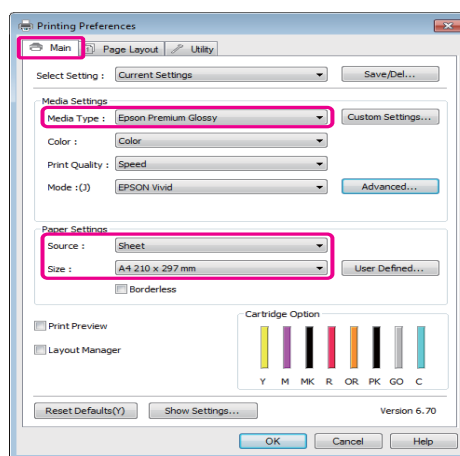 Printing Preferences
Main Page Layout Utility
Select Setting : Current Settings Save/Del...
Media Settings
Media Type : Epson Premium Glossy Custom Settings...
Color : Color
Print Quality : Speed
Mode :(J) EPSON Vivid Advanced...
Paper Settings
Source : Sheet
Size : A4 210 x 297 mm User Defined...
Borderless
Cartridge Option
Print Preview
Layout Manager
Y M MK R OR PK GO C
Reset Defaults(Y) Show Settings... Version 6.70
OK Cancel Help